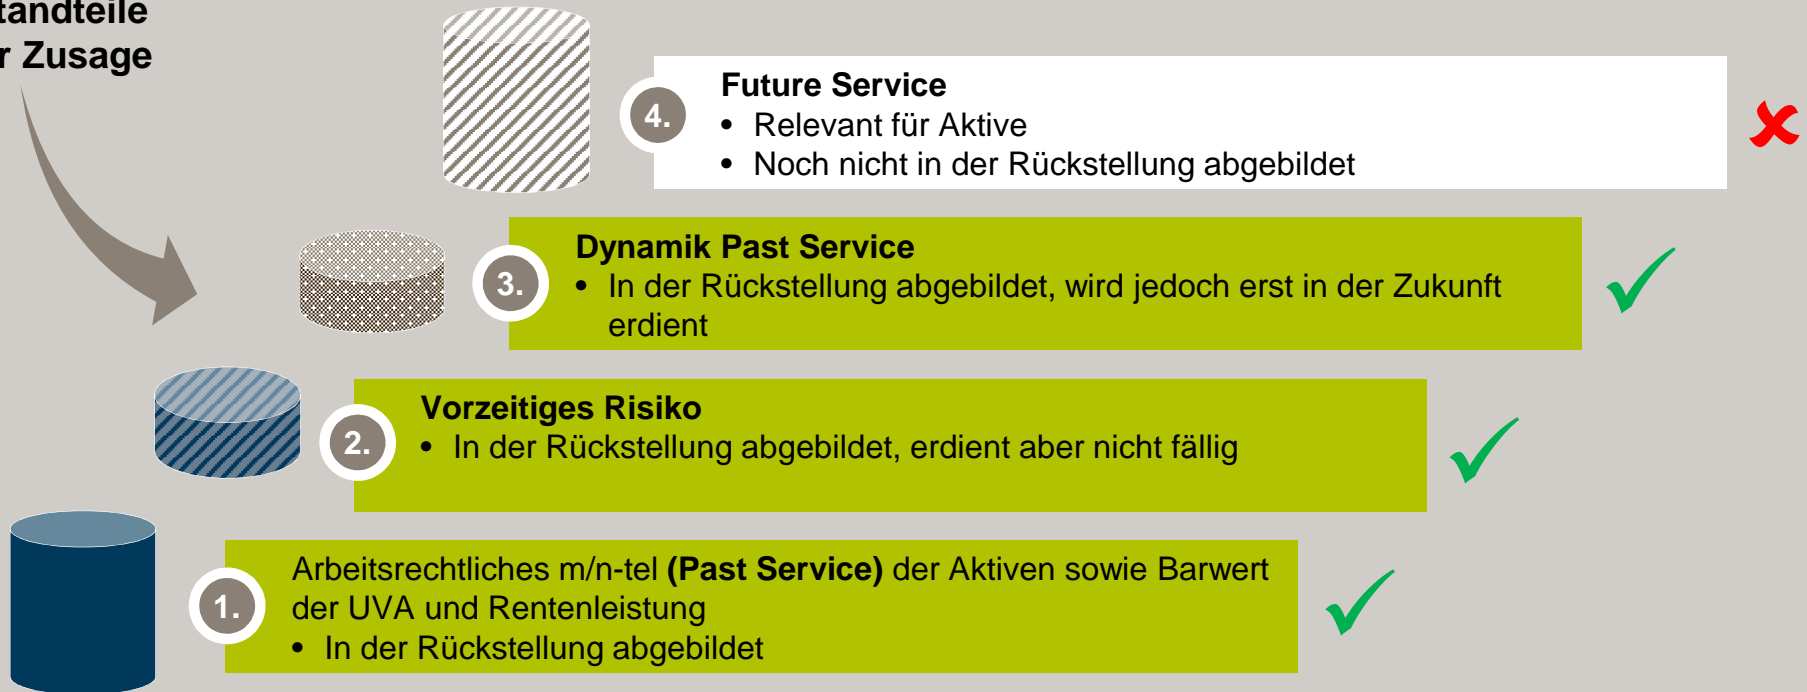 tandteile
r Zusage
4.
Future Service
• Relevant für Aktive
• Noch nicht in der Rückstellung abgebildet
3.
Dynamik Past Service
• In der Rückstellung abgebildet, wird jedoch erst in der Zukunft
erdient
2.
Vorzeitiges Risiko
• In der Rückstellung abgebildet, erdient aber nicht fällig
1.
Arbeitsrechtliches m/n-tel (Past Service) der Aktiven sowie Barwert
der UVA und Rentenleistung
• In der Rückstellung abgebildet